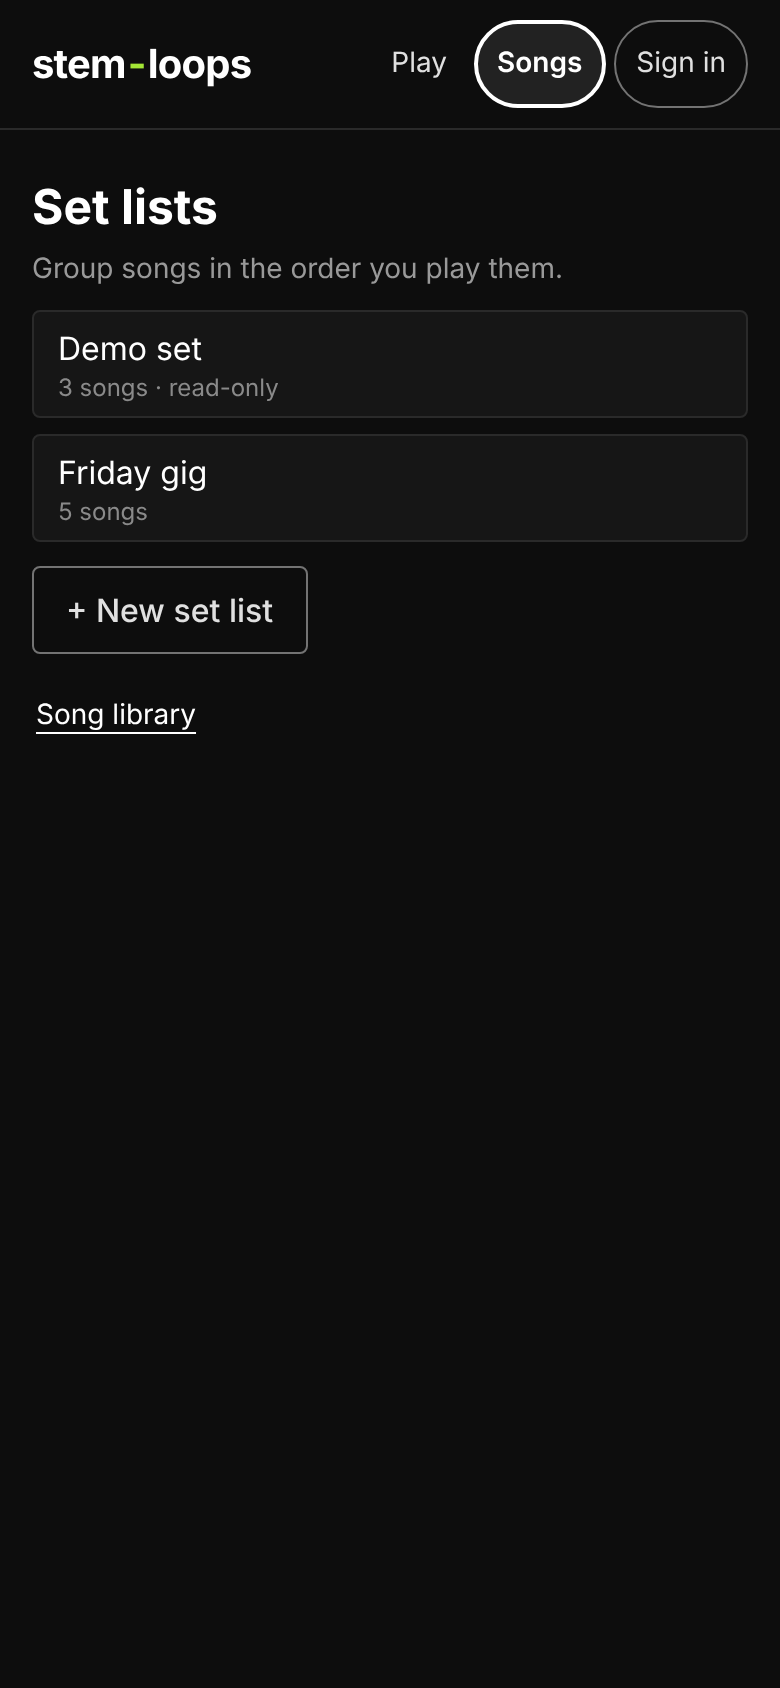 stem-loops
Play
Songs
Sign in
Set lists
Group songs in the order you play them.
Demo set
3 songs · read-only
Friday gig
5 songs
+ New set list
Song library